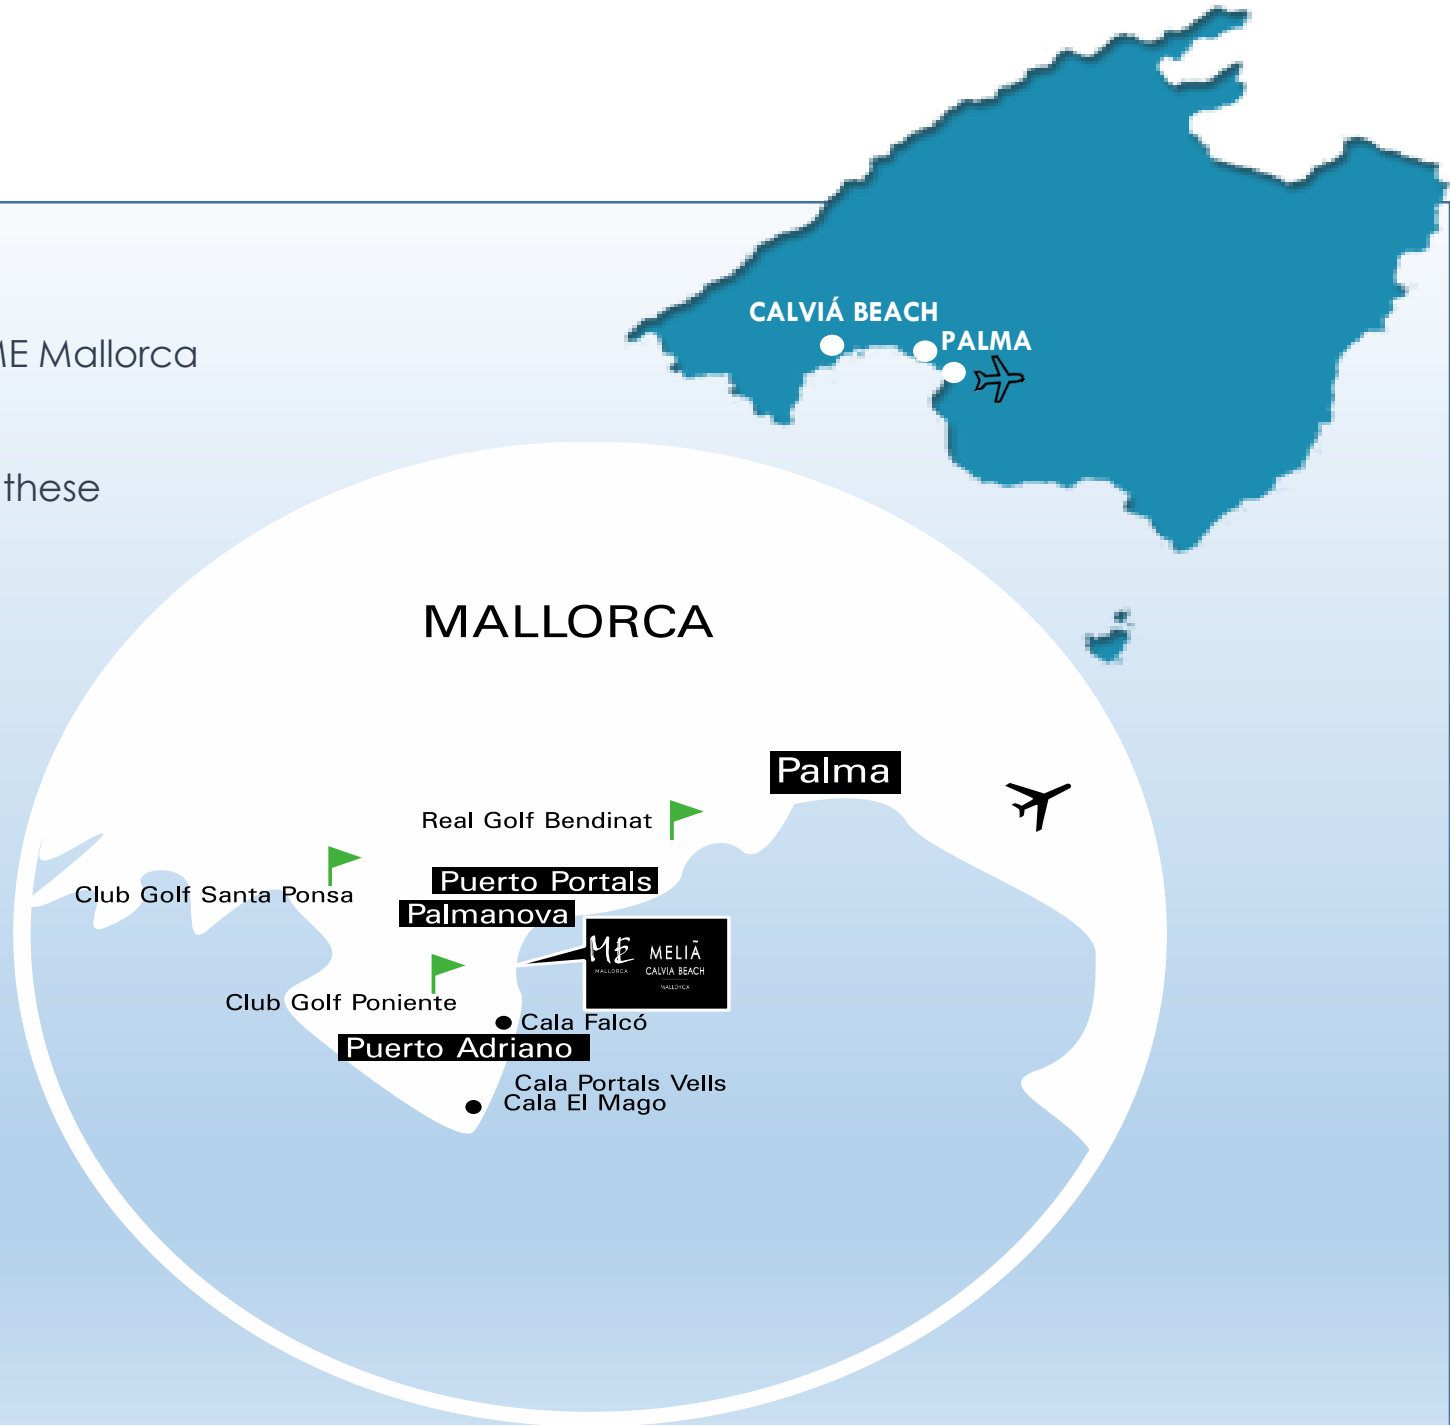 CALVIÁ BEACH
PALMA
ME Mallorca
these
MALLORCA
Palma
Real Golf Bendinat
Puerto Portals
Club Golf Santa Ponsa
Palmanova
ME
MALLORCA
MELIÃ
CALVIA BEACH
MALLORCA
Club Golf Poniente
Cala Falcó
Puerto Adriano
Cala Portals Vells
Cala El Mago